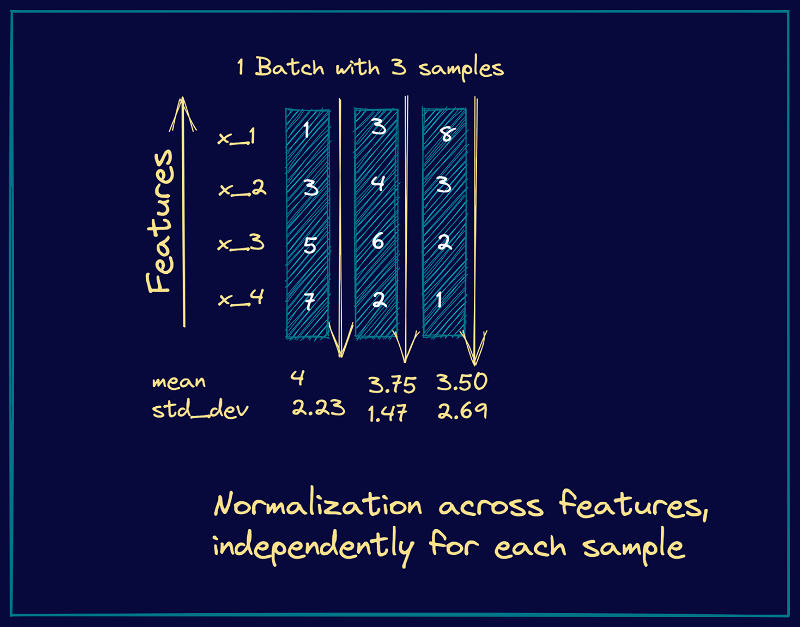 1 Batch with 3 samples
Features
x_1 1 3 8
x_2 3 4 3
x_3 5 6 2
x_4 7 2 1
mean 4 3.75 3.50
std_dev 2.23 1.47 2.69
Normalization across features,
independently for each sample